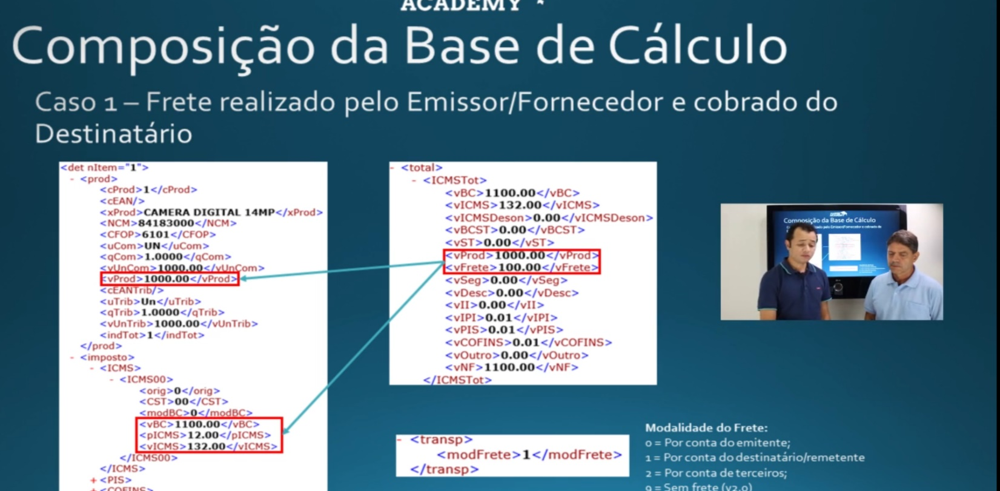 ACADEMY
Composição da Base de Cálculo
Caso 1 – Frete realizado pelo Emissor/Fornecedor e cobrado do
Destinatário
<det nItem="1">
- <prod>
<cProd>1</cProd>
<cEAN/>
<xProd>CAMERA DIGITAL 14MP</xProd>
<NCM>84183000</NCM>
<CFOP>6101</CFOP>
<uCom>UN</uCom>
<qCom>1.0000</qCom>
<vUnCom>1000.00</vUnCom>
<vProd>1000.00</vProd>
<cEANTrib/>
<uTrib>Un</uTrib>
<qTrib>1.0000</qTrib>
<vUnTrib>1000.00</vUnTrib>
<indTot>1</indTot>
</prod>
- <imposto>
- <ICMS>
- <ICMS00>
<orig>0</orig>
<CST>00</CST>
<modBC>0</modBC>
<vBC>1100.00</vBC>
<pICMS>12.00</pICMS>
<vICMS>132.00</vICMS>
</ICMS00>
</ICMS>
+ <PIS>
+ <COFINS>
- <total>
- <ICMSTot>
<vBC>1100.00</vBC>
<vICMS>132.00</vICMS>
<vICMSDeson>0.00</vICMSDeson>
<vBCST>0.00</vBCST>
<vST>0.00</vST>
<vProd>1000.00</vProd>
<vFrete>100.00</vFrete>
<vSeg>0.00</vSeg>
<vDesc>0.00</vDesc>
<vII>0.00</vII>
<vIPI>0.01</vIPI>
<vPIS>0.01</vPIS>
<vCOFINS>0.01</vCOFINS>
<vOutro>0.00</vOutro>
<vNF>1100.00</vNF>
</ICMSTot>
- <transp>
<modFrete>1</modFrete>
</transp>
Modalidade do Frete:
0 = Por conta do emitente;
1 = Por conta do destinatário/remetente
2 = Por conta de terceiros;
9 = Sem frete (v2.0)
Composição da Base de Cálculo